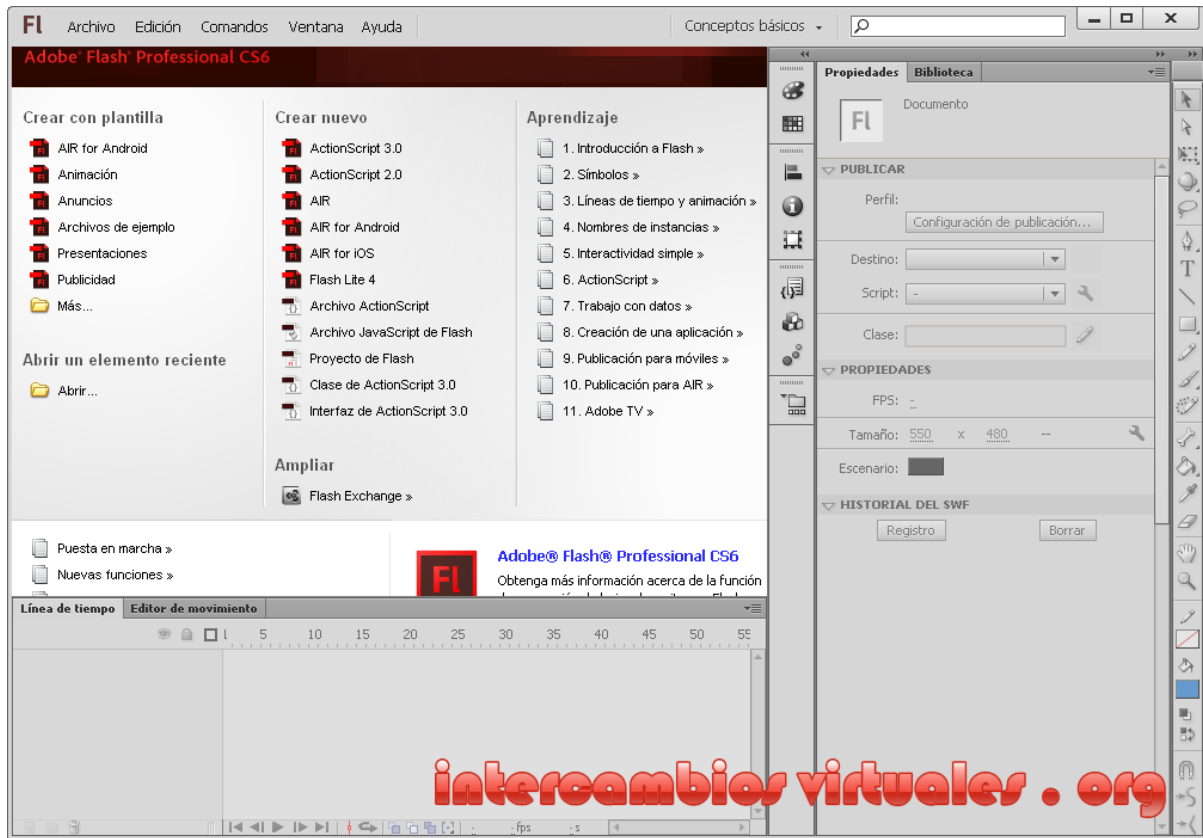 Fl Archivo Edición Comandos Ventana Ayuda Conceptos básicos
Adobe® Flash® Professional CS6
Crear con plantilla
AIR for Android
Animación
Anuncios
Archivos de ejemplo
Presentaciones
Publicidad
Más...
Abrir un elemento reciente
Abrir...
Crear nuevo
ActionScript 3.0
ActionScript 2.0
AIR
AIR for Android
AIR for iOS
Flash Lite 4
Archivo ActionScript
Archivo JavaScript de Flash
Proyecto de Flash
Clase de ActionScript 3.0
Interfaz de ActionScript 3.0
Ampliar
Flash Exchange »
Aprendizaje
1. Introducción a Flash »
2. Símbolos »
3. Líneas de tiempo y animación »
4. Nombres de instancias »
5. Interactividad simple »
6. ActionScript »
7. Trabajo con datos »
8. Creación de una aplicación »
9. Publicación para móviles »
10. Publicación para AIR »
11. Adobe TV »
Puesta en marcha »
Nuevas funciones »
Fl
Adobe® Flash® Professional CS6
Obtenga más información acerca de la función
Línea de tiempo Editor de movimiento
1 5 10 15 20 25 30 35 40 45 50 55
- -fps -s
Propiedades Biblioteca
Fl Documento
PUBLICAR
Perfil:
Configuración de publicación...
Destino:
Script: -
Clase:
PROPIEDADES
FPS: -
Tamaño: 550 x 480 --
Escenario:
HISTORIAL DEL SWF
Registro Borrar
intercambios virtuales . org